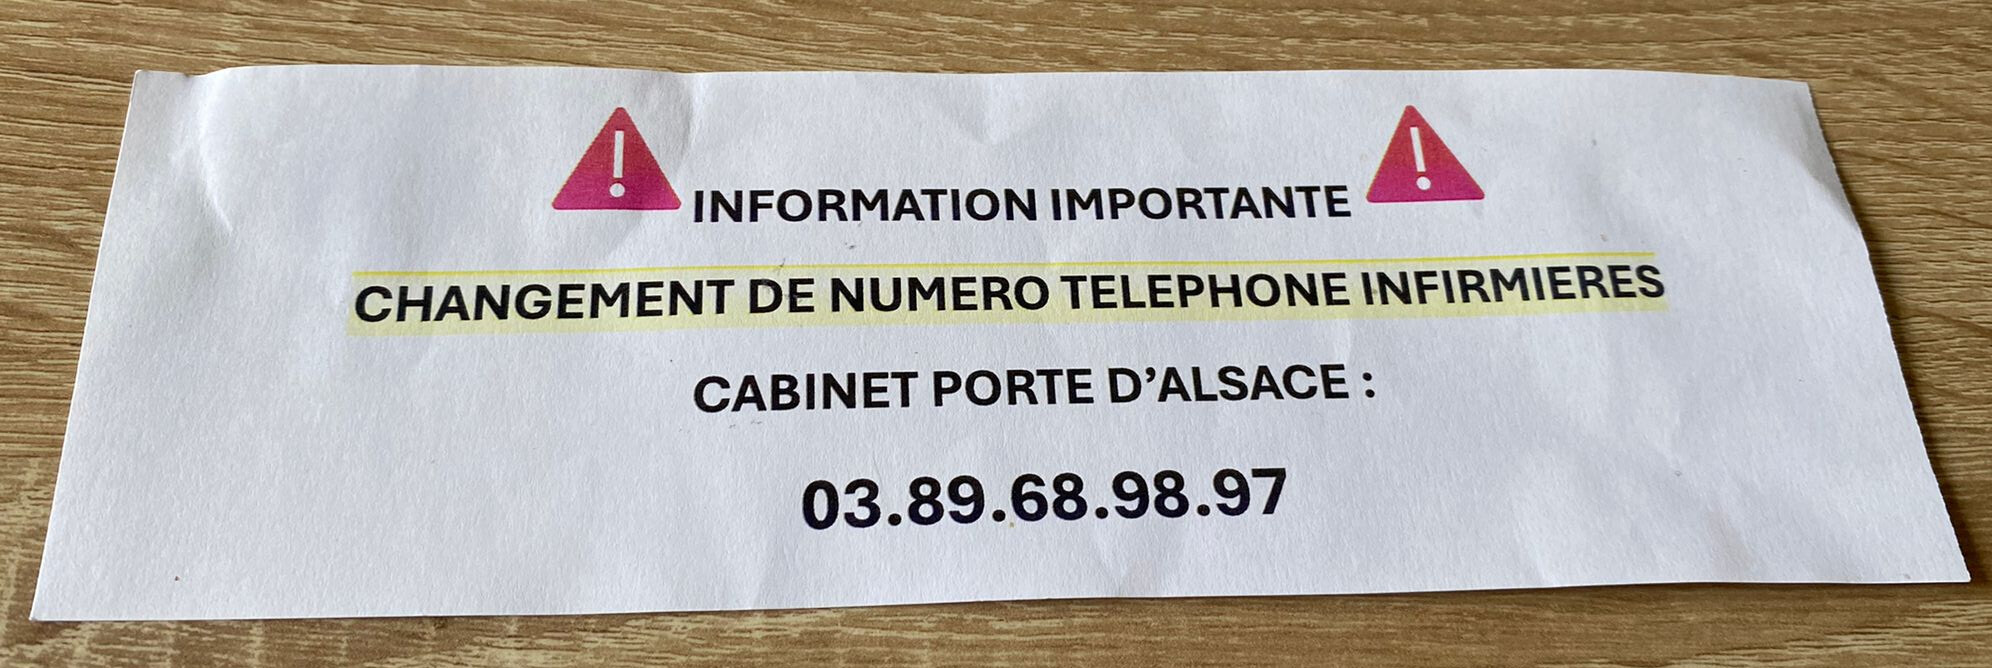 INFORMATION IMPORTANTE
CHANGEMENT DE NUMERO TELEPHONE INFIRMIERES
CABINET PORTE D’ALSACE :
03.89.68.98.97